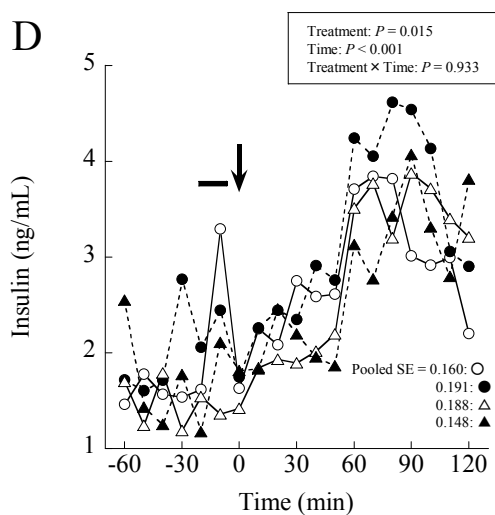 D
Treatment: P = 0.015
Time: P < 0.001
Treatment × Time: P = 0.933
5
4
3
2
1
Insulin (ng/mL)
Pooled SE = 0.160:
0.191:
0.188:
0.148:
-60 -30 0 30 60 90 120
Time (min)